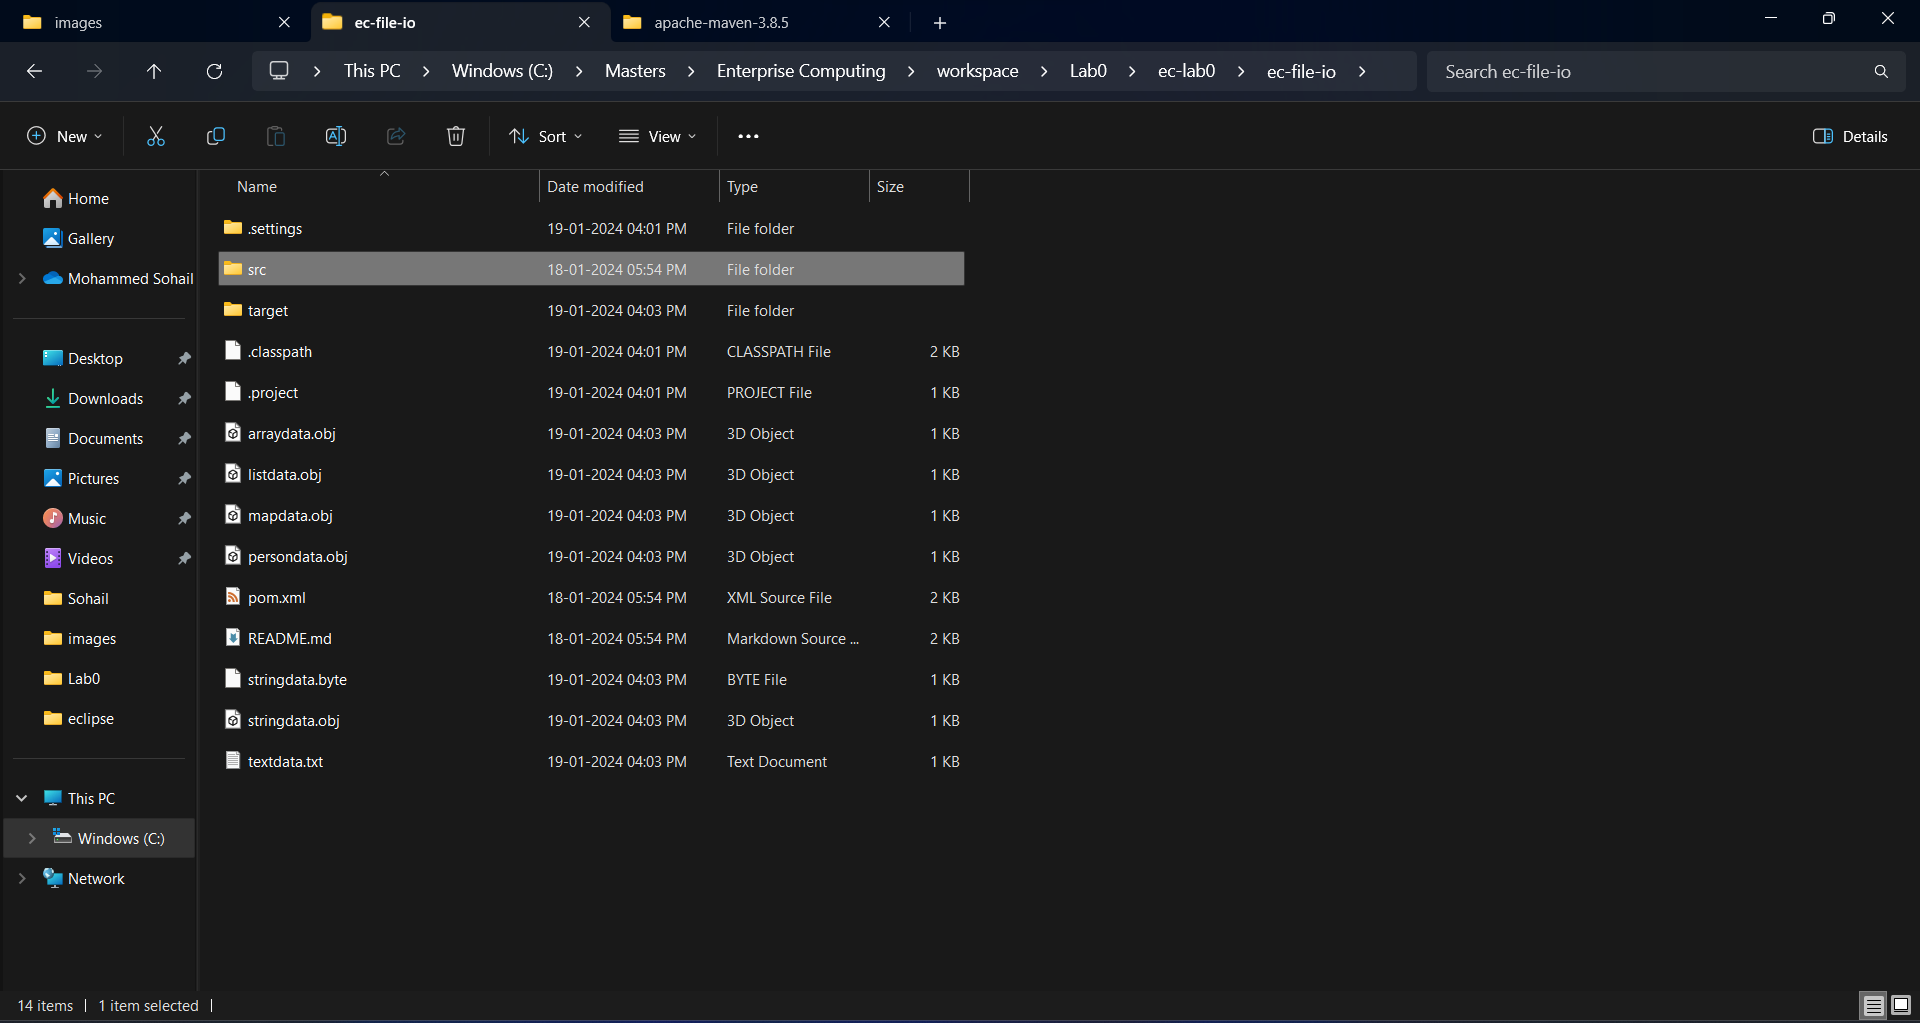 images
ec-file-io
apache-maven-3.8.5
This PC > Windows (C:) > Masters > Enterprise Computing > workspace > Lab0 > ec-lab0 > ec-file-io >
Search ec-file-io
New
Sort
View
Details
Home
Gallery
Mohammed Sohail
Desktop
Downloads
Documents
Pictures
Music
Videos
Sohail
images
Lab0
eclipse
This PC
Windows (C:)
Network
Name Date modified Type Size
.settings 19-01-2024 04:01 PM File folder
src 18-01-2024 05:54 PM File folder
target 19-01-2024 04:03 PM File folder
.classpath 19-01-2024 04:01 PM CLASSPATH File 2 KB
.project 19-01-2024 04:01 PM PROJECT File 1 KB
arraydata.obj 19-01-2024 04:03 PM 3D Object 1 KB
listdata.obj 19-01-2024 04:03 PM 3D Object 1 KB
mapdata.obj 19-01-2024 04:03 PM 3D Object 1 KB
persondata.obj 19-01-2024 04:03 PM 3D Object 1 KB
pom.xml 18-01-2024 05:54 PM XML Source File 2 KB
README.md 18-01-2024 05:54 PM Markdown Source ... 2 KB
stringdata.byte 19-01-2024 04:03 PM BYTE File 1 KB
stringdata.obj 19-01-2024 04:03 PM 3D Object 1 KB
textdata.txt 19-01-2024 04:03 PM Text Document 1 KB
14 items | 1 item selected |